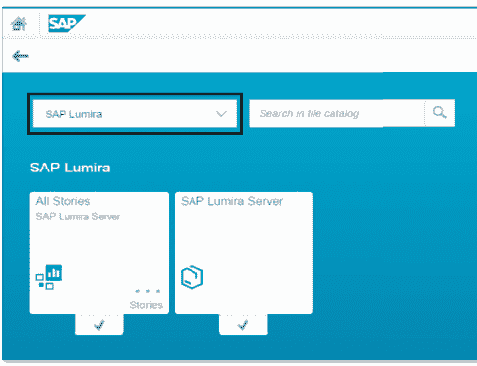 SAP
SAP Lumira
Search in tile catalog
SAP Lumira
All Stories
SAP Lumira Server
SAP Lumira Server
Stories